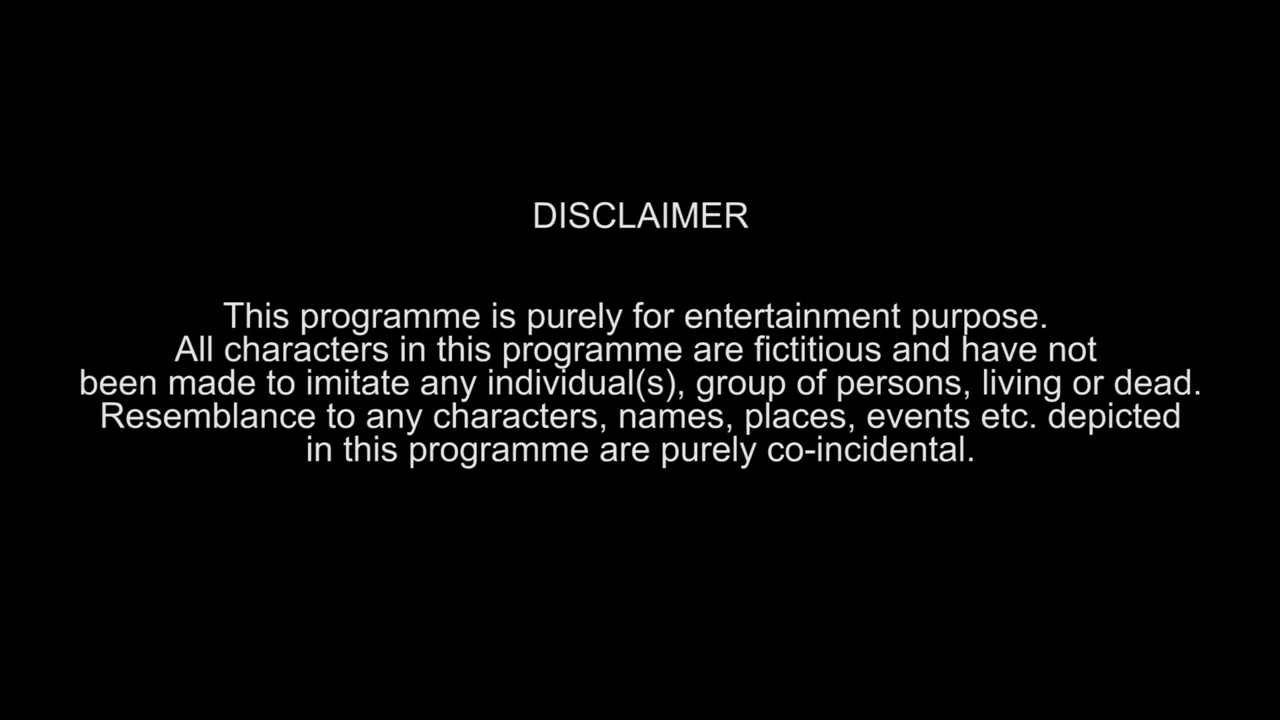 DISCLAIMER
This programme is purely for entertainment purpose.
All characters in this programme are fictitious and have not
been made to imitate any individual(s), group of persons, living or dead.
Resemblance to any characters, names, places, events etc. depicted
in this programme are purely co-incidental.